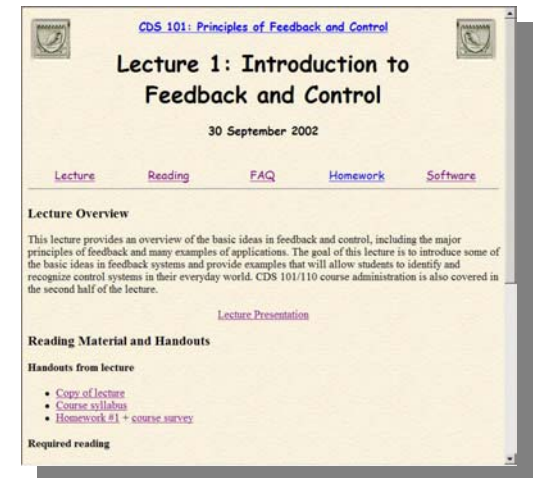 CDS 101: Principles of Feedback and Control
Lecture 1: Introduction to
Feedback and Control
30 September 2002
Lecture Reading FAQ Homework Software
Lecture Overview
This lecture provides an overview of the basic ideas in feedback and control, including the major
principles of feedback and many examples of applications. The goal of this lecture is to introduce some of
the basic ideas in feedback systems and provide examples that will allow students to identify and
recognize control systems in their everyday world. CDS 101/110 course administration is also covered in
the second half of the lecture.
Lecture Presentation
Reading Material and Handouts
Handouts from lecture
Copy of lecture
Course syllabus
Homework #1 + course survey
Required reading